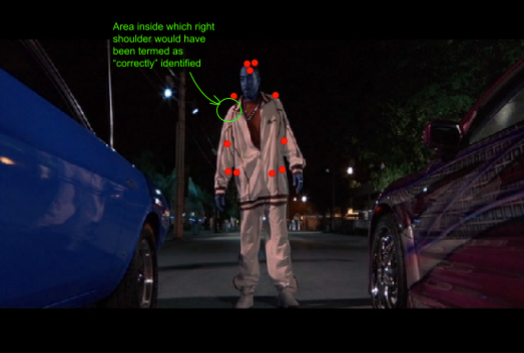 Area inside which right
shoulder would have
been termed as
“correctly” identified